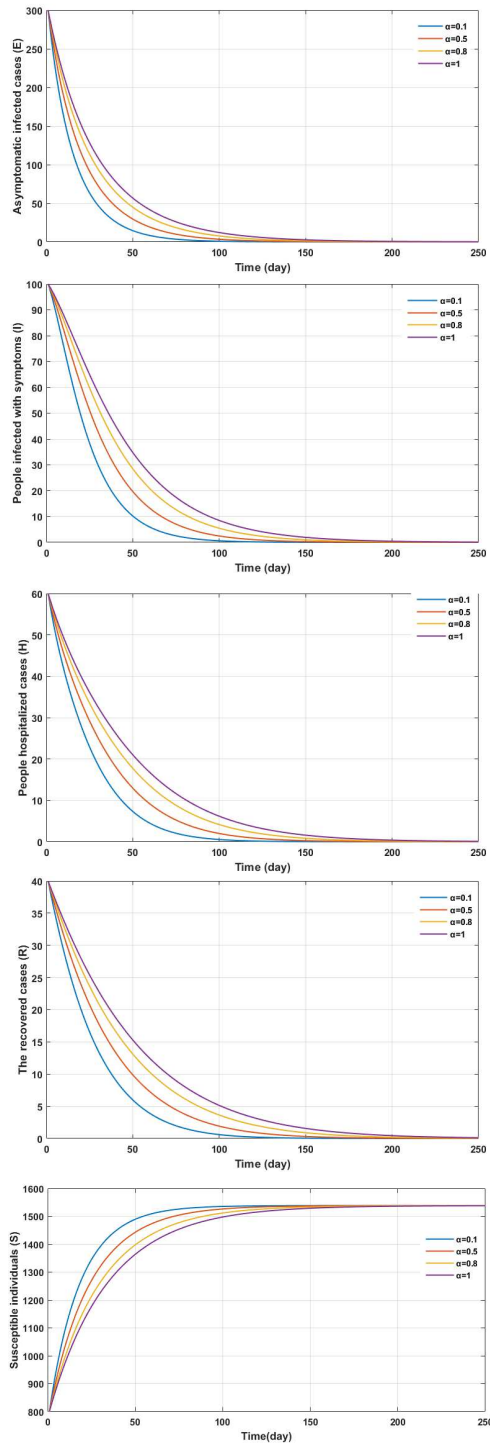 Asymptomatic infected cases (E)
300
250
200
150
100
50
0
0
50
100
150
200
250
Time (day)
α=0.1
α=0.5
α=0.8
α=1
People infected with symptoms (I)
100
90
80
70
60
50
40
30
20
10
0
0
50
100
150
200
250
Time (day)
α=0.1
α=0.5
α=0.8
α=1
People hospitalized cases (H)
60
50
40
30
20
10
0
0
50
100
150
200
250
Time (day)
α=0.1
α=0.5
α=0.8
α=1
The recovered cases (R)
40
35
30
25
20
15
10
5
0
0
50
100
150
200
250
Time (day)
α=0.1
α=0.5
α=0.8
α=1
Susceptible individuals (S)
1600
1500
1400
1300
1200
1100
1000
900
800
0
50
100
150
200
250
Time(day)
α=0.1
α=0.5
α=0.8
α=1